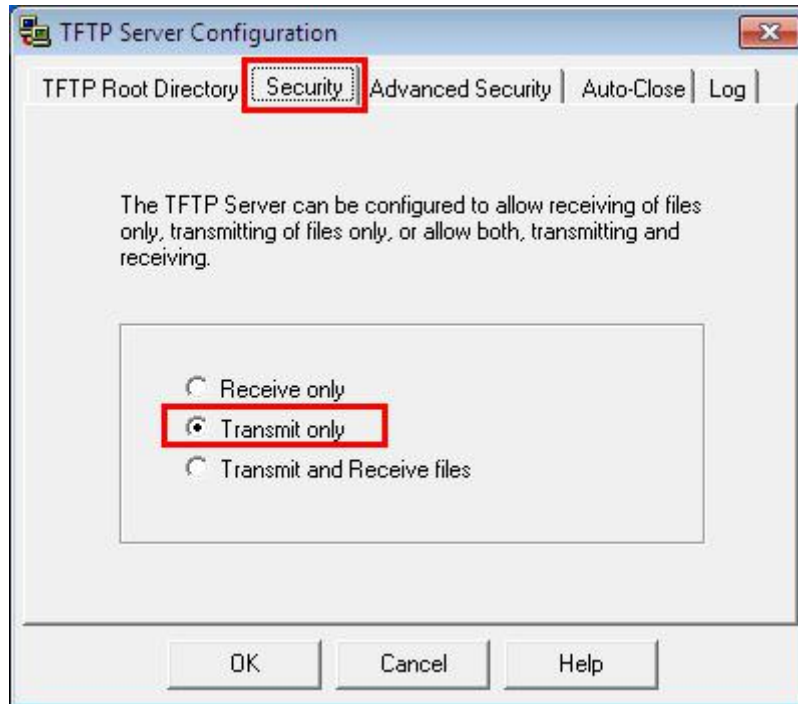 TFTP Server Configuration
TFTP Root Directory Security Advanced Security Auto-Close Log
The TFTP Server can be configured to allow receiving of files
only, transmitting of files only, or allow both, transmitting and
receiving.
Receive only
Transmit only
Transmit and Receive files
OK Cancel Help